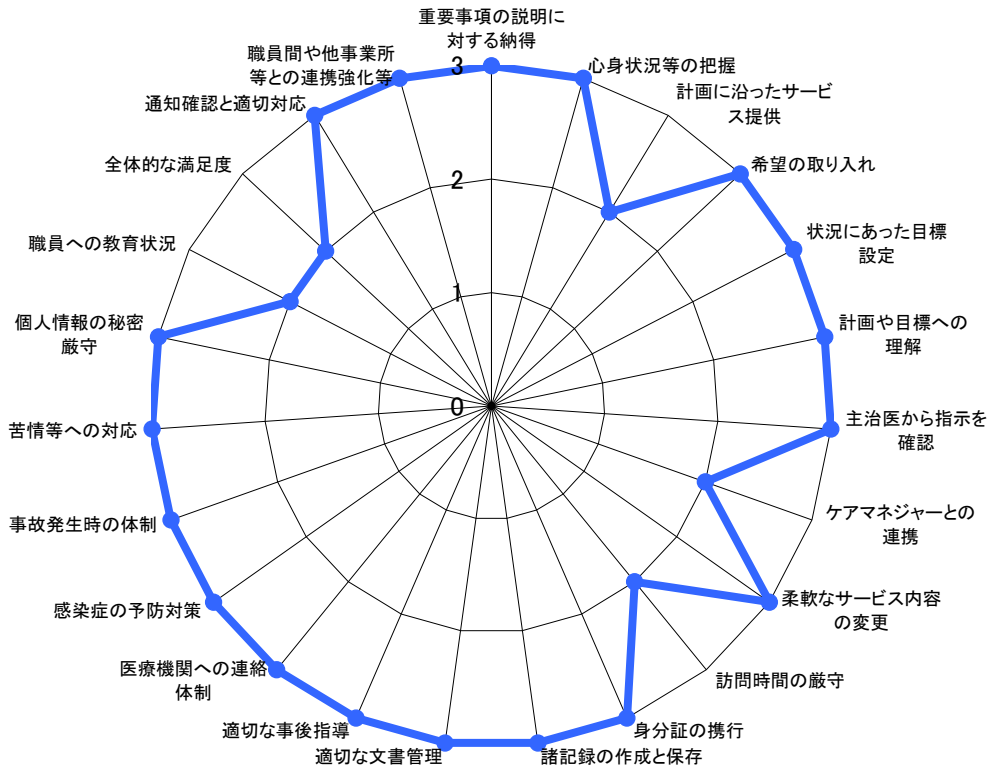 重要事項の説明に
対する納得
心身状況等の把握
計画に沿ったサービ
ス提供
希望の取り入れ
状況にあった目標
設定
計画や目標への
理解
主治医から指示を
確認
ケアマネジャーとの
連携
柔軟なサービス内容
の変更
訪問時間の厳守
身分証の携行
諸記録の作成と保存
適切な文書管理
適切な事後指導
医療機関への連絡
体制
感染症の予防対策
事故発生時の体制
苦情等への対応
個人情報の秘密
厳守
職員への教育状況
全体的な満足度
通知確認と適切対応
職員間や他事業所
等との連携強化等
3
2
1
0